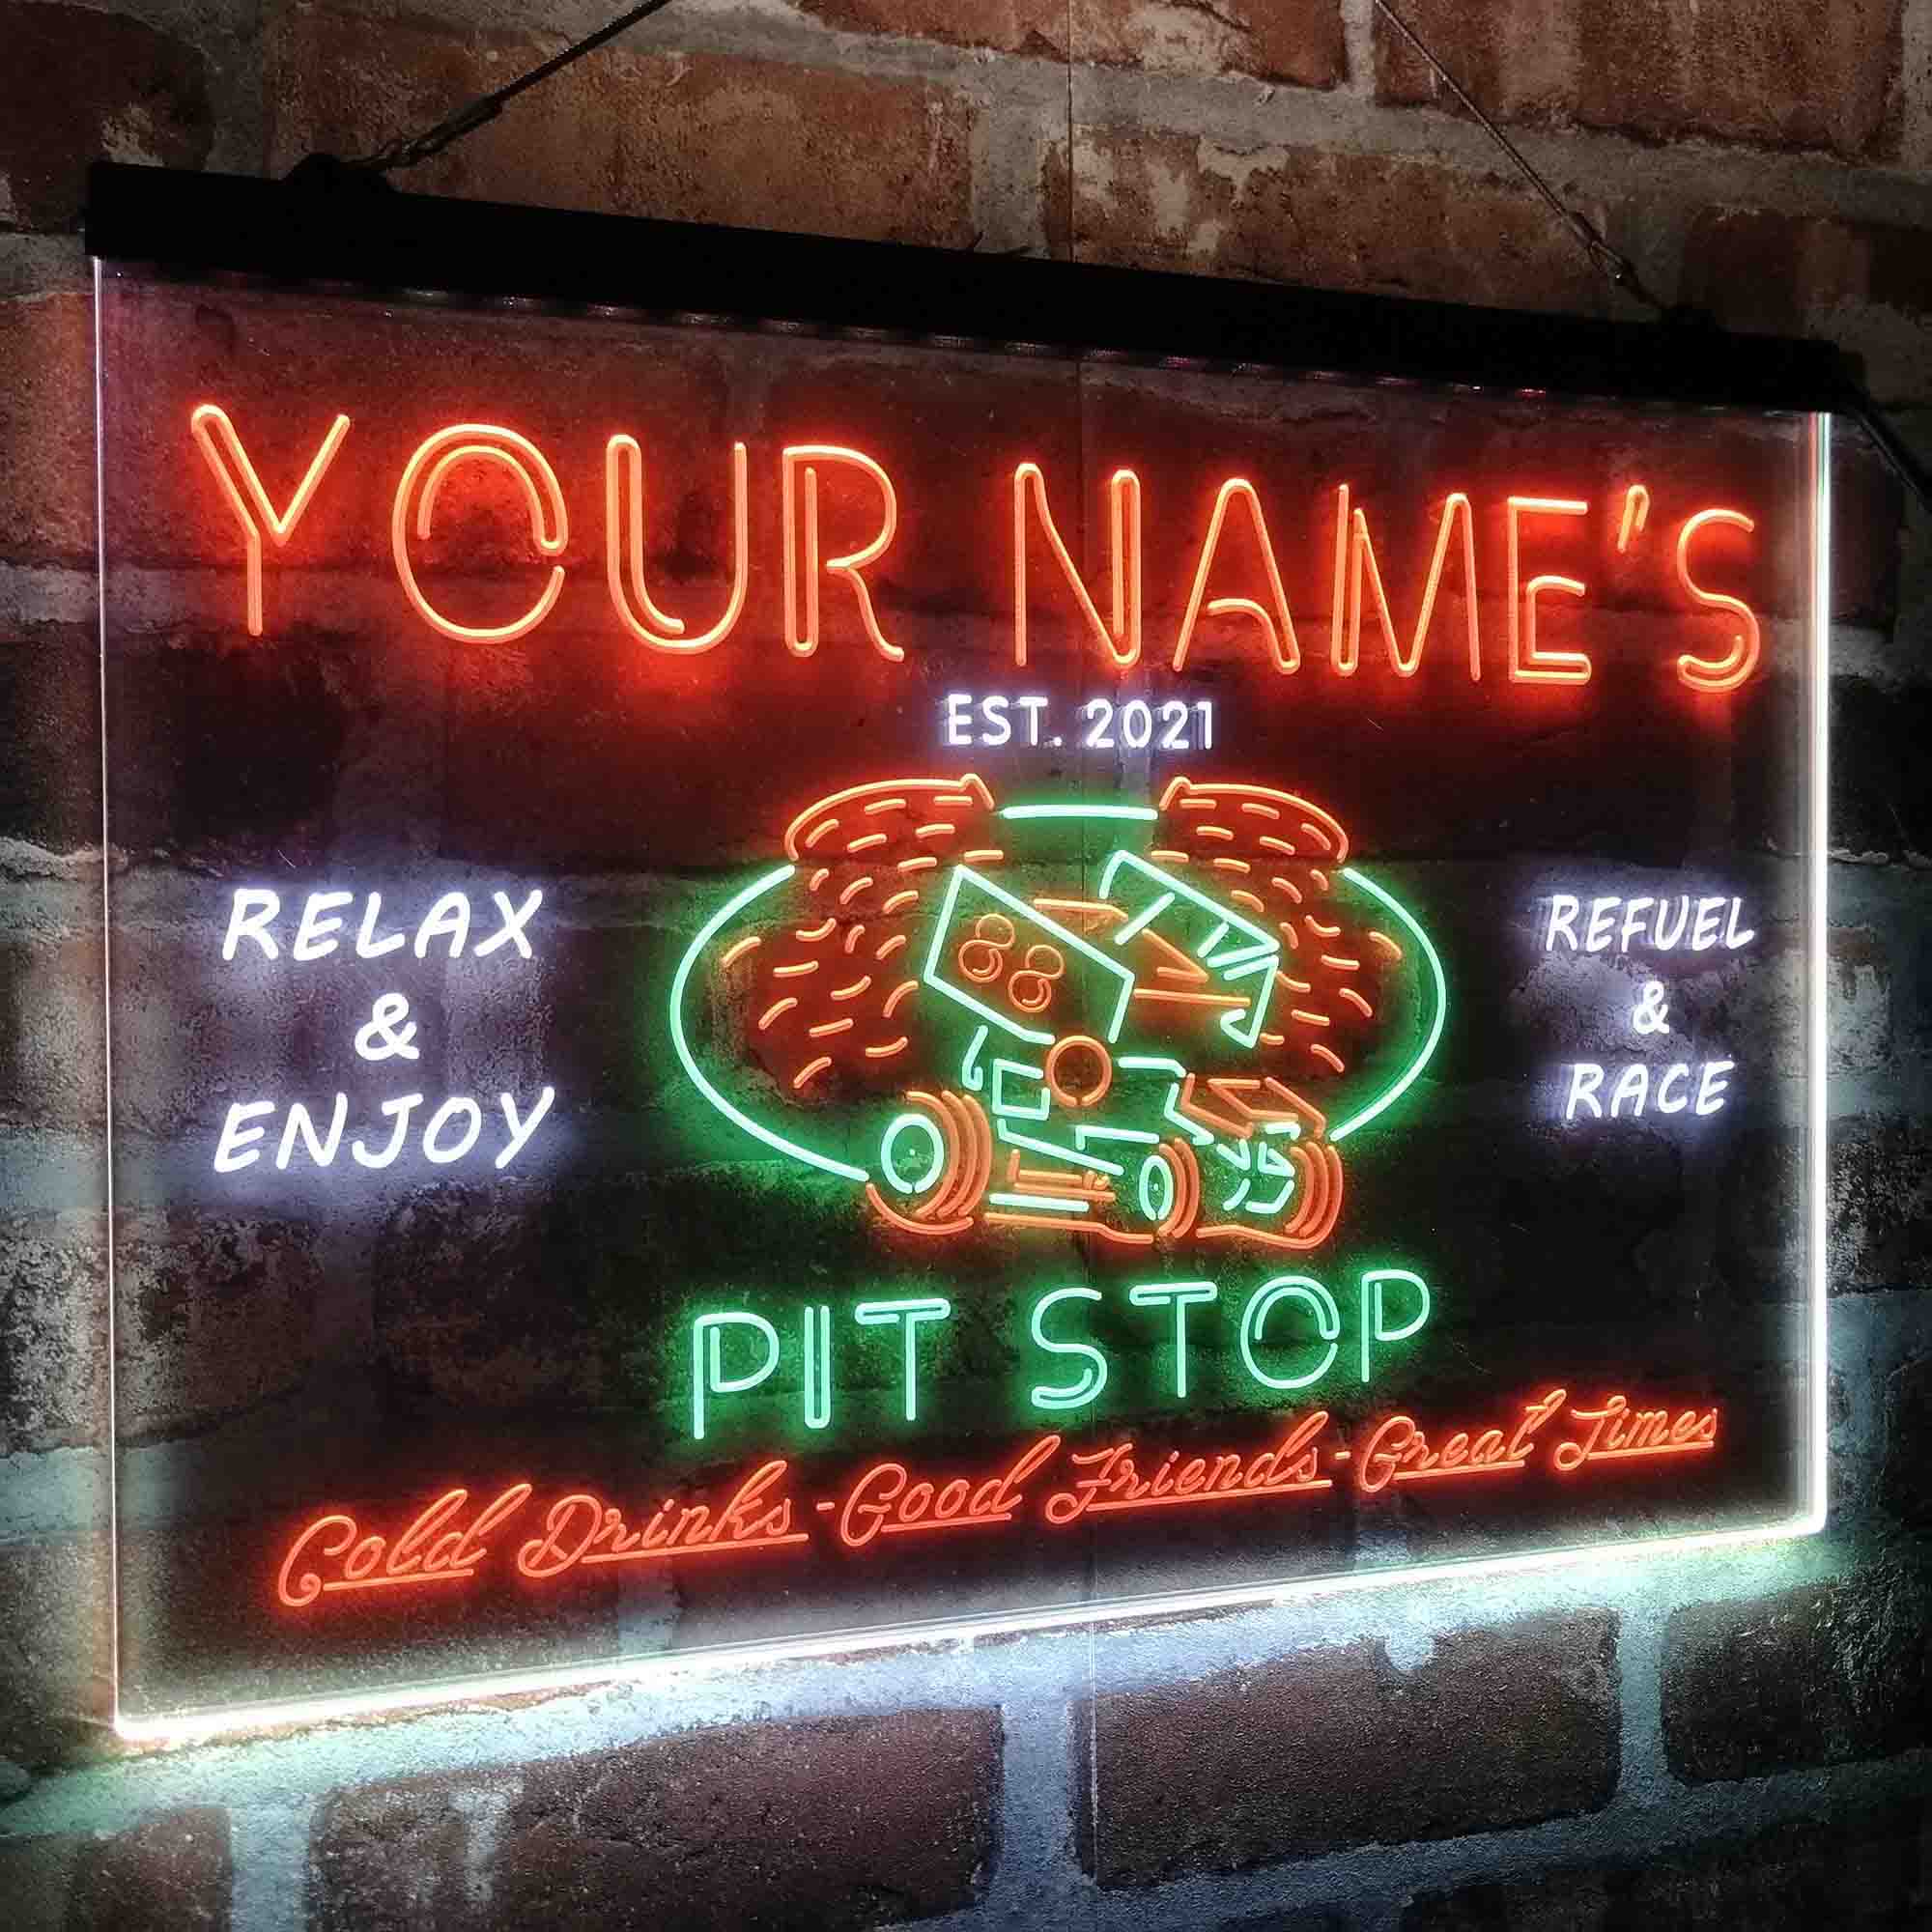 YOUR NAME'S
EST. 2021
RELAX
&
ENJOY
88
REFUEL
&
RACE
PIT STOP
Cold Drinks - Good Friends - Great Times